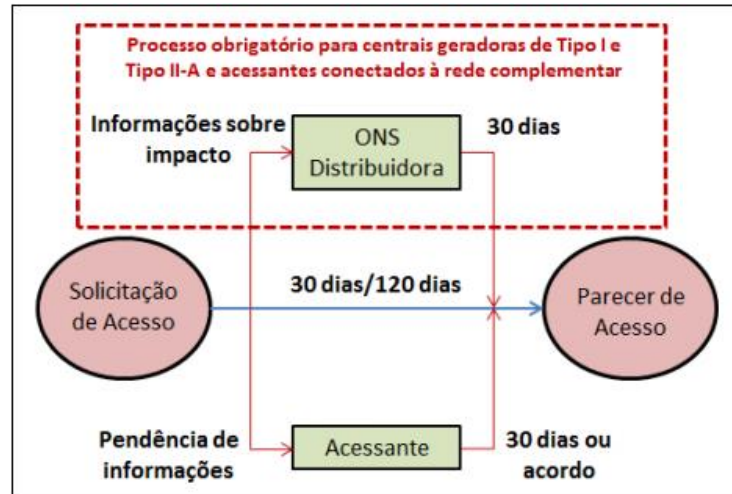 Processo obrigatório para centrais geradoras de Tipo I e
Tipo II-A e acessantes conectados à rede complementar
Informações sobre
impacto
ONS
Distribuidora
30 dias
Solicitação
de Acesso
30 dias/120 dias
Parecer de
Acesso
Pendência de
informações
Acessante
30 dias ou
acordo